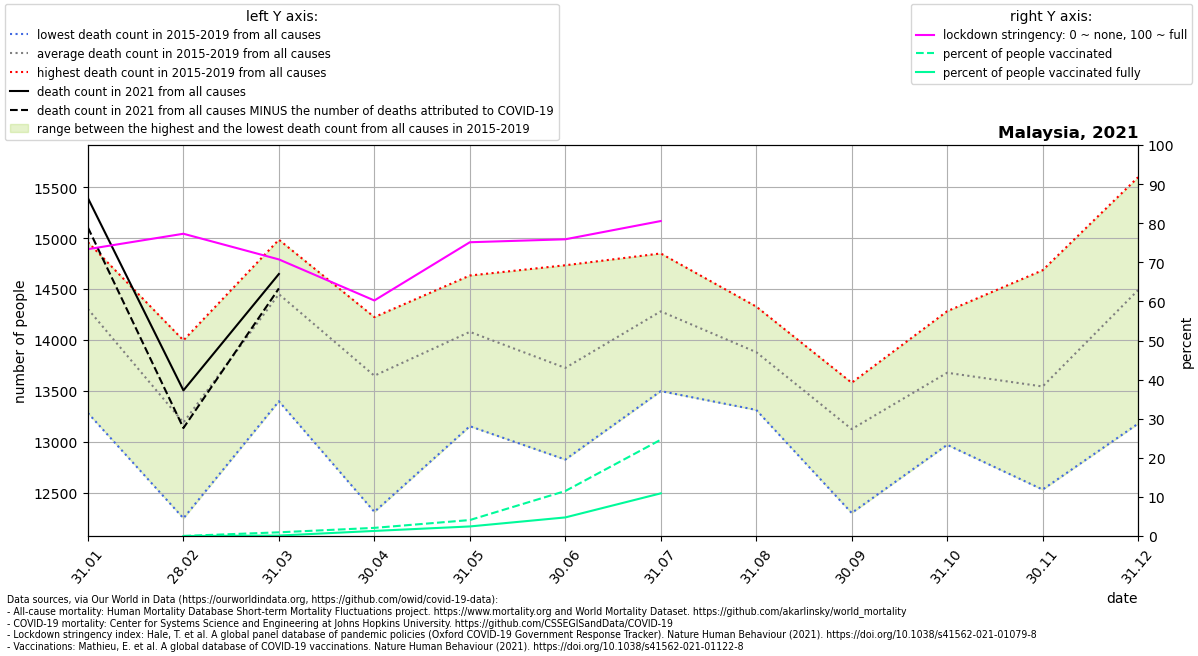 left Y axis:
lowest death count in 2015-2019 from all causes
average death count in 2015-2019 from all causes
highest death count in 2015-2019 from all causes
death count in 2021 from all causes
death count in 2021 from all causes MINUS the number of deaths attributed to COVID-19
range between the highest and the lowest death count from all causes in 2015-2019
right Y axis:
lockdown stringency: 0 ~ none, 100 ~ full
percent of people vaccinated
percent of people vaccinated fully
Malaysia, 2021
number of people
15500
15000
14500
14000
13500
13000
12500
100
90
80
70
60
50
40
30
20
10
0
percent
31.01
28.02
31.03
30.04
31.05
30.06
31.07
31.08
30.09
31.10
30.11
31.12
date
Data sources, via Our World in Data (https://ourworldindata.org, https://github.com/owid/covid-19-data):
- All-cause mortality: Human Mortality Database Short-term Mortality Fluctuations project. https://www.mortality.org and World Mortality Dataset. https://github.com/akarlinsky/world_mortality
- COVID-19 mortality: Center for Systems Science and Engineering at Johns Hopkins University. https://github.com/CSSEGISandData/COVID-19
- Lockdown stringency index: Hale, T. et al. A global panel database of pandemic policies (Oxford COVID-19 Government Response Tracker). Nature Human Behaviour (2021). https://doi.org/10.1038/s41562-021-01079-8
- Vaccinations: Mathieu, E. et al. A global database of COVID-19 vaccinations. Nature Human Behaviour (2021). https://doi.org/10.1038/s41562-021-01122-8